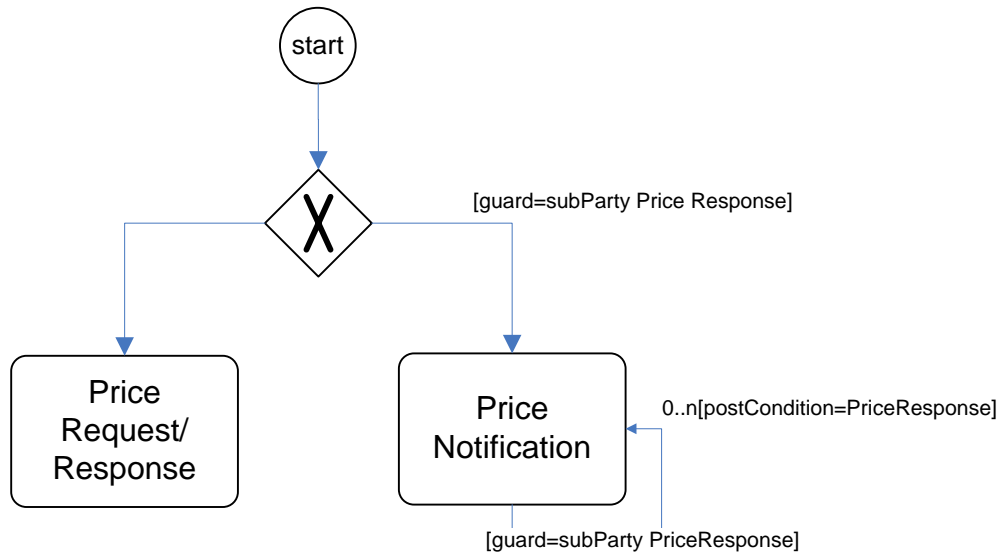 start
[guard=subParty Price Response]
X
Price
Request/
Response
Price
Notification
0..n[postCondition=PriceResponse]
[guard=subParty PriceResponse]